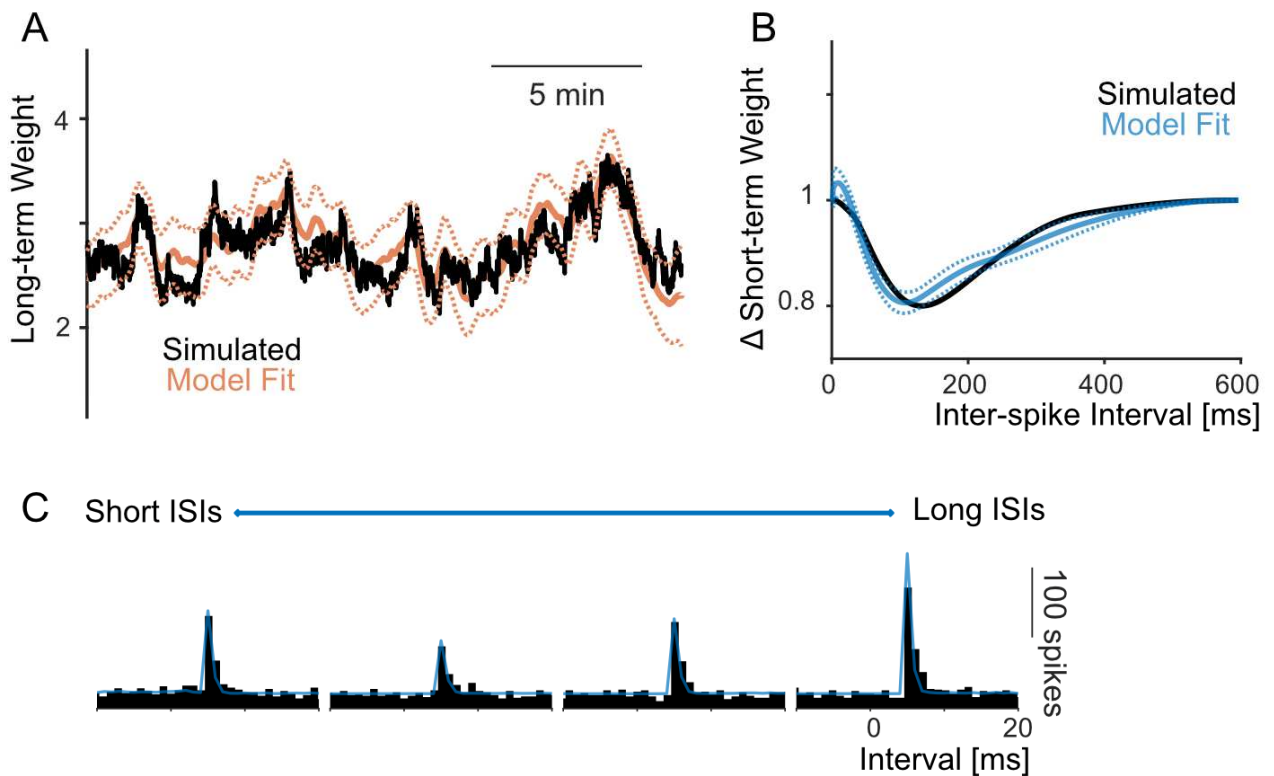 A
Long-term Weight
4
2
5 min
Simulated
Model Fit
B
Δ Short-term Weight
1
0.8
Simulated
Model Fit
0 200 400 600
Inter-spike Interval [ms]
C
Short ISIs
Long ISIs
100 spikes
0 20
Interval [ms]